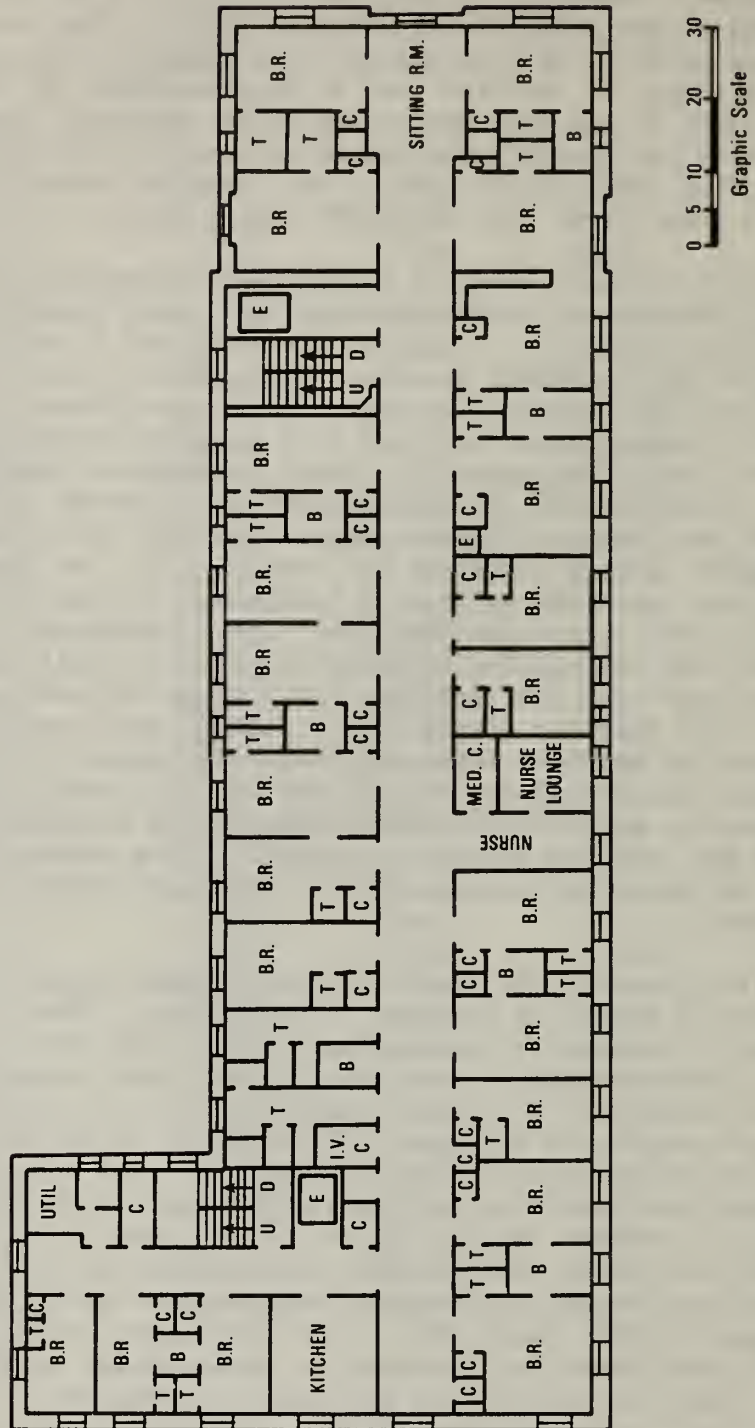 T C
UTIL
B.R
B.R
C
T C
B
T C
B.R.
U D
E
KITCHEN
I.V.
C
C
T
T
B
B.R.
T
C
B.R.
T
C
B.R.
T T
B
C C
B.R
B.R.
T T
B
C C
B.R
U D
E
B.R
T
T
C
C
B.R.
SITTING R.M.
C
C
B.R.
T T
B
B.R.
C C
T
B.R.
B.R.
C C
B
T T
B.R.
NURSE
MED. C.
NURSE
LOUNGE
C
T
B.R
C
T
B.R.
E C
B.R
T T
B
C
B.R
B.R.
C C
T T
B
B.R.
0 5 10 20 30
Graphic Scale